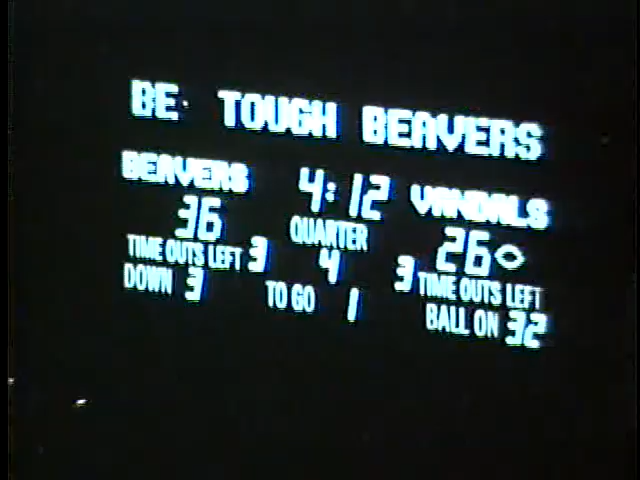 BE TOUGH BEAVERS
BEAVERS 4:12 VANDALS
36 QUARTER 26
TIME OUTS LEFT 3 4 3 TIME OUTS LEFT
DOWN 3 TO GO 1 BALL ON 32